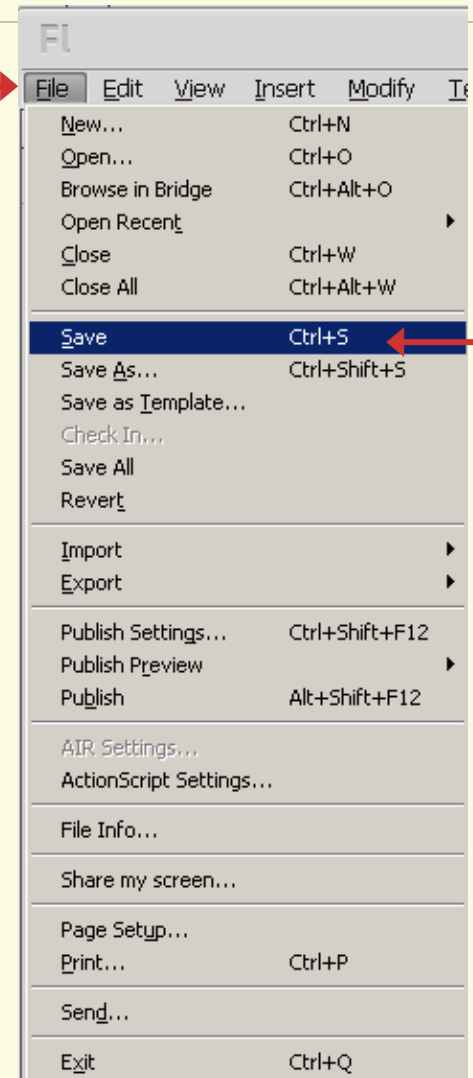 Fl
File Edit View Insert Modify
New... Ctrl+N
Open... Ctrl+O
Browse in Bridge Ctrl+Alt+O
Open Recent
Close Ctrl+W
Close All Ctrl+Alt+W
Save Ctrl+S
Save As... Ctrl+Shift+S
Save as Template...
Check In...
Save All
Revert
Import
Export
Publish Settings... Ctrl+Shift+F12
Publish Preview
Publish Alt+Shift+F12
AIR Settings...
ActionScript Settings...
File Info...
Share my screen...
Page Setup...
Print... Ctrl+P
Send...
Exit Ctrl+Q